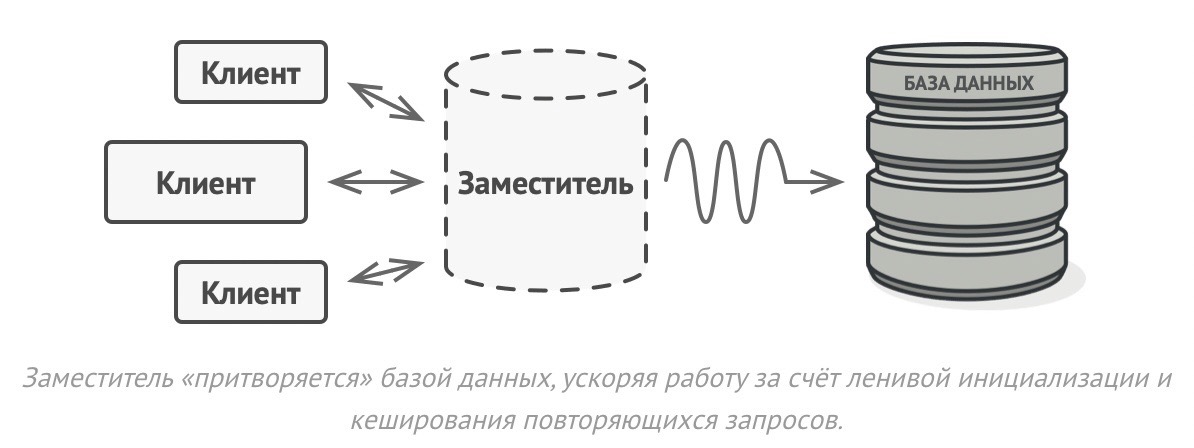 Клиент
Клиент
Клиент
Заместитель
БАЗА ДАННЫХ
Заместитель «притворяется» базой данных, ускоряя работу за счёт ленивой инициализации и
кеширования повторяющихся запросов.